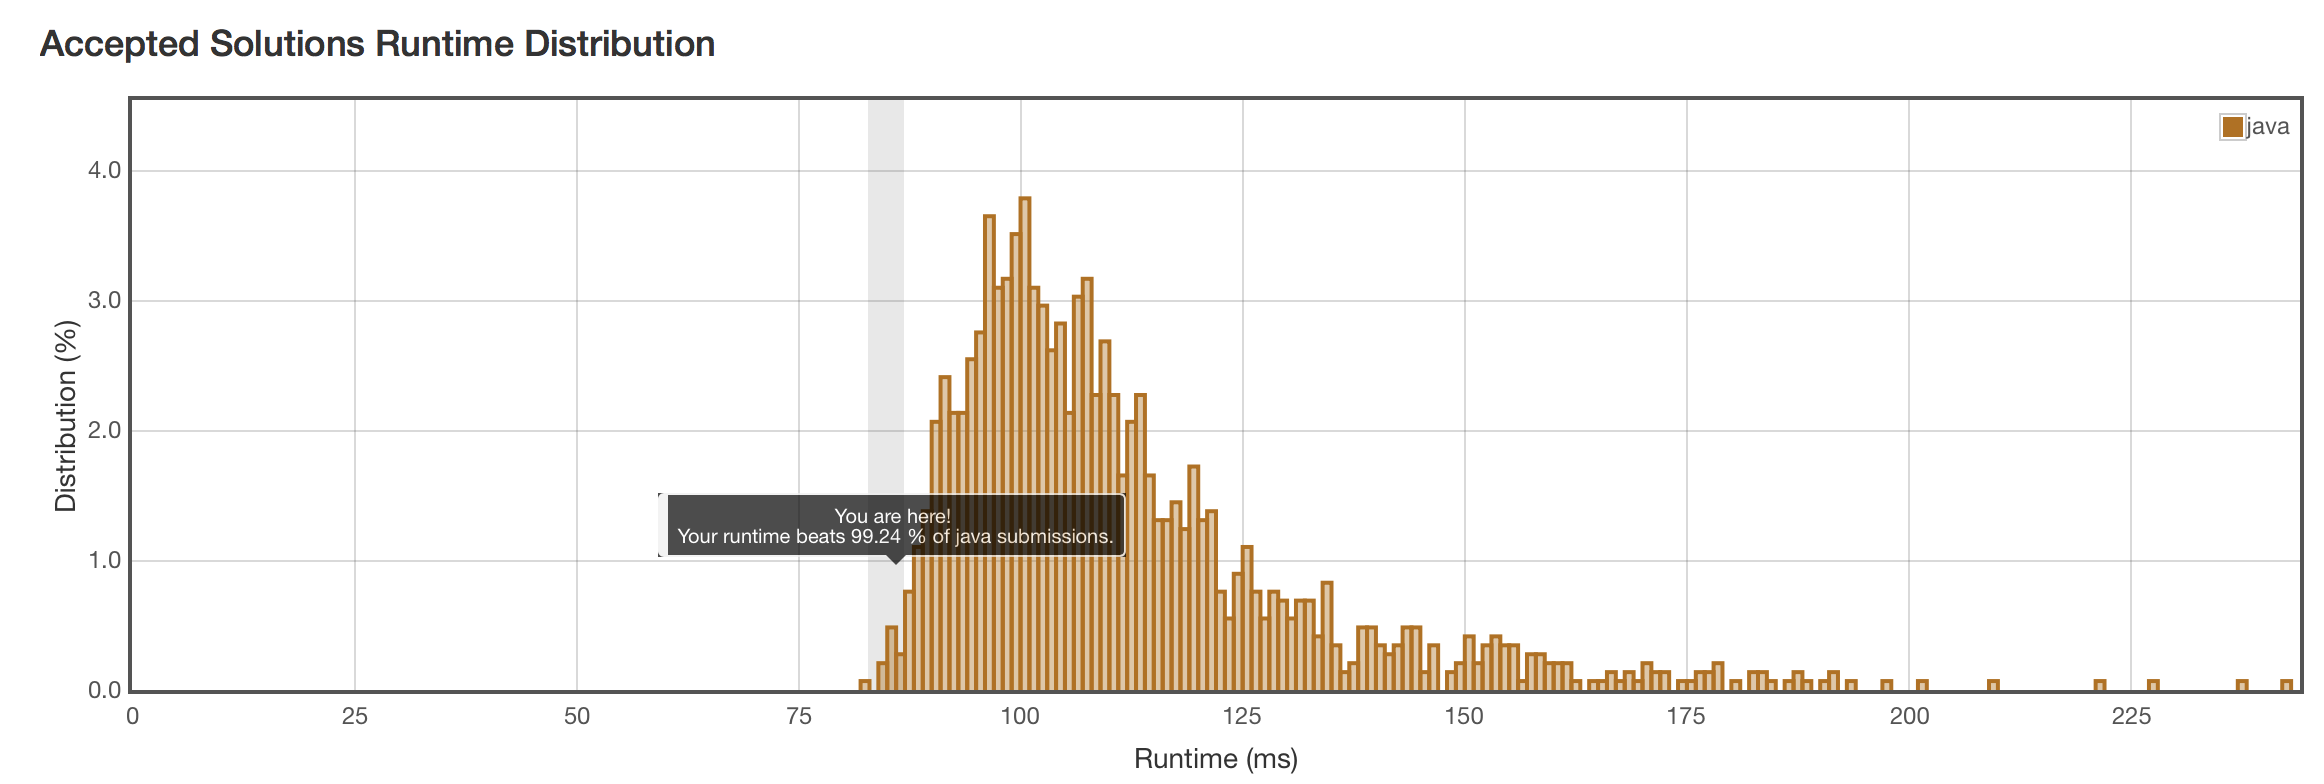 Accepted Solutions Runtime Distribution
java
4.0
3.0
2.0
1.0
0.0
Distribution (%)
You are here!
Your runtime beats 99.24 % of java submissions.
0 25 50 75 100 125 150 175 200 225
Runtime (ms)